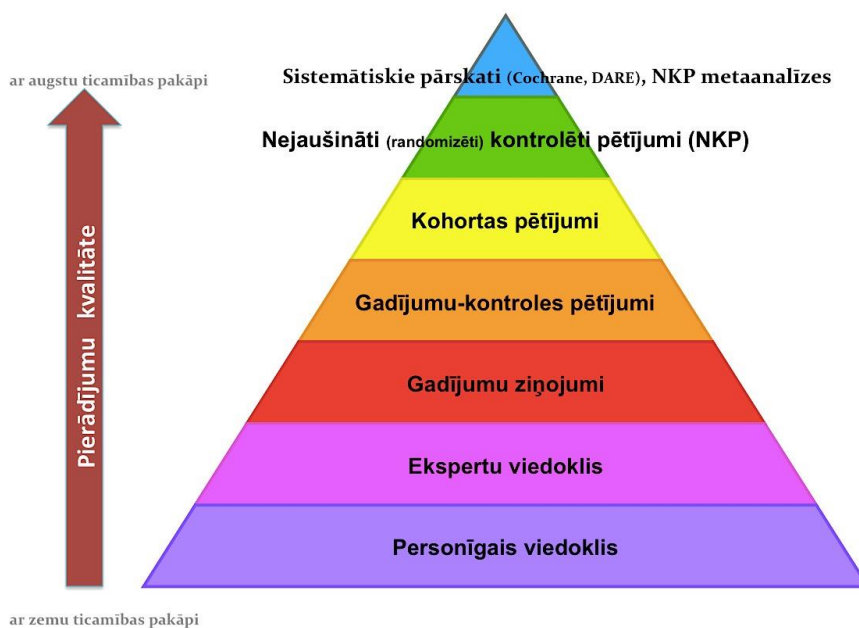 ar augstu ticamības pakāpi
Sistemātiskie pārskati (Cochrane, DARE), NKP metaanalīzes
Nejaušināti (randomizēti) kontrolēti pētījumi (NKP)
Kohortas pētījumi
Gadījumu-kontroles pētījumi
Gadījumu ziņojumi
Ekspertu viedoklis
Personīgais viedoklis
Pierādījumu kvalitāte
ar zemu ticamības pakāpi